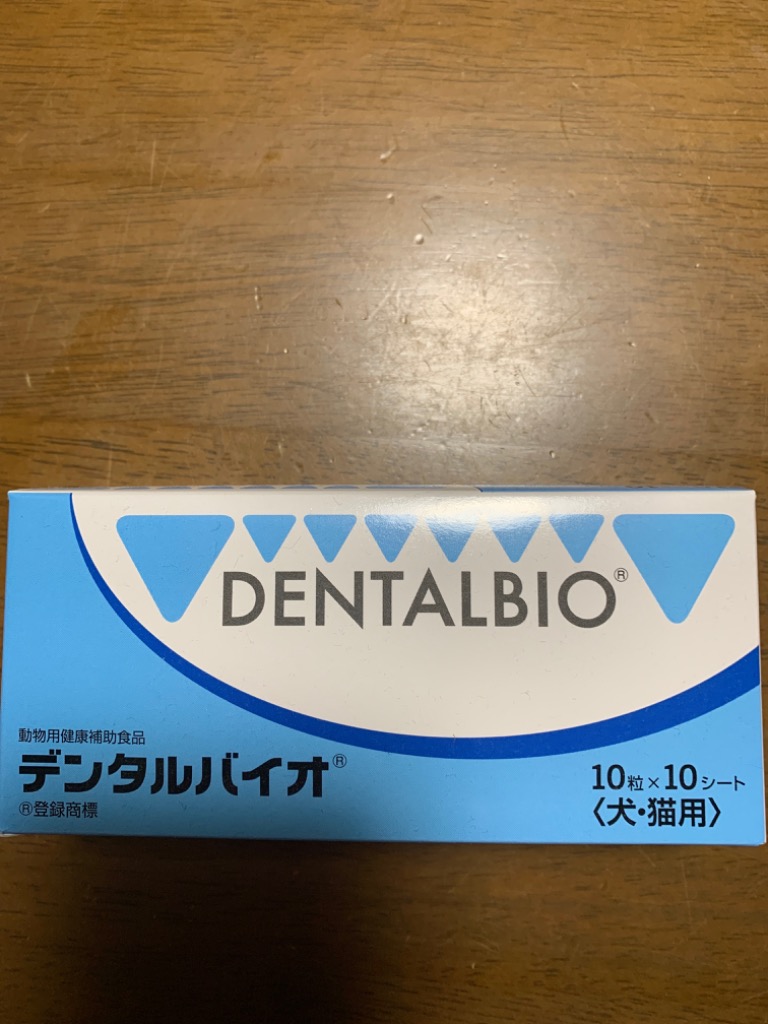 DENTALBIO®
動物用健康補助食品
デンタルバイオ®
®登録商標
10粒×10シート
〈犬・猫用〉